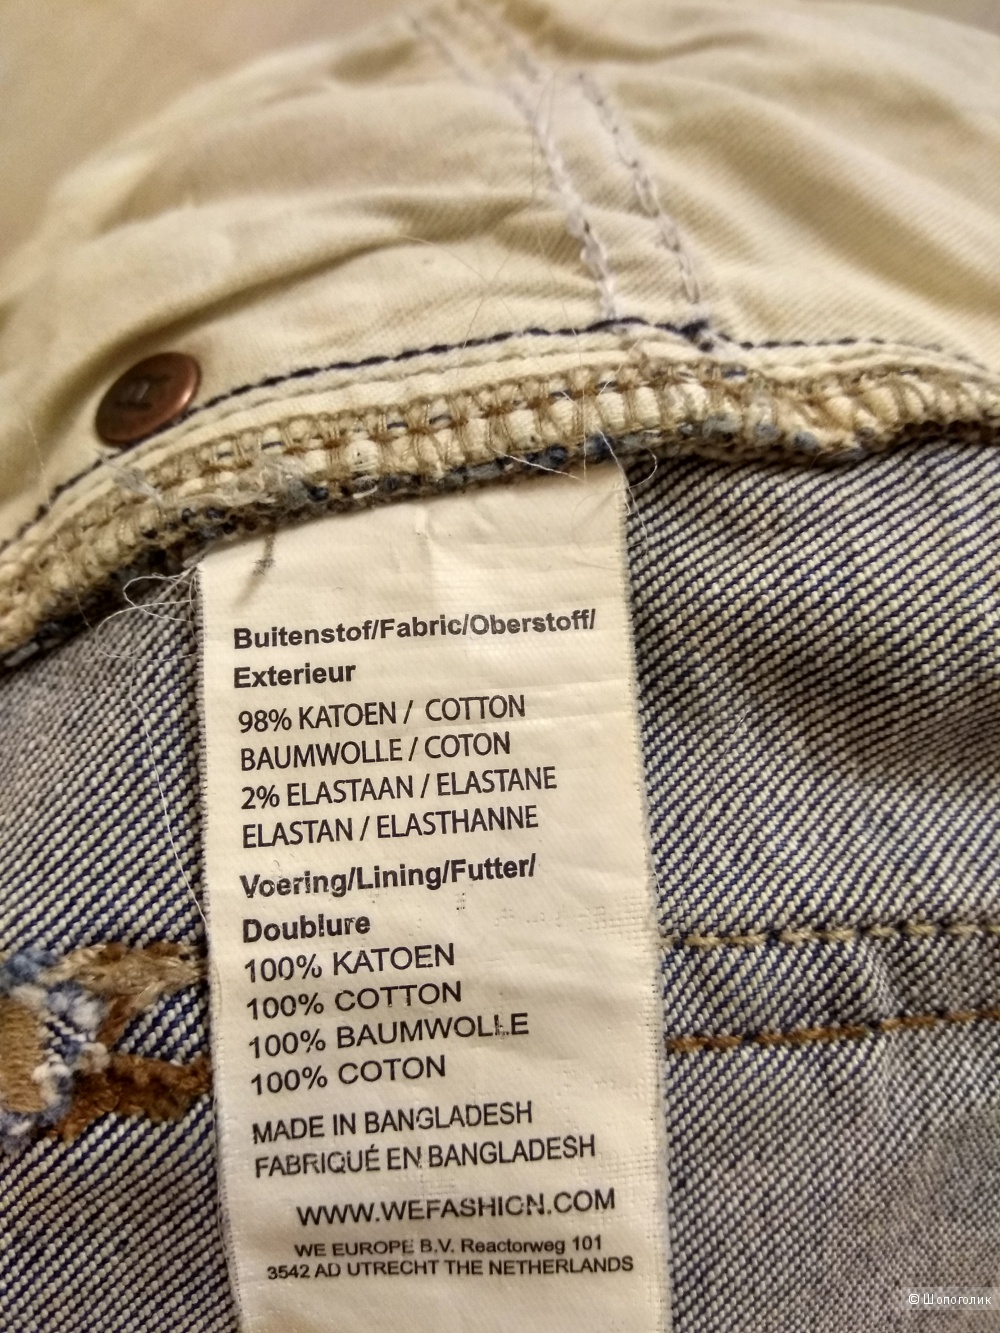 Buitenstof/Fabric/Oberstoff/
Exterieur
98% KATOEN / COTTON
BAUMWOLLE / COTON
2% ELASTAAN / ELASTANE
ELASTAN / ELASTHANNE
Voering/Lining/Futter/
Doublure
100% KATOEN
100% COTTON
100% BAUMWOLLE
100% COTON
MADE IN BANGLADESH
FABRIQUÉ EN BANGLADESH
WWW.WEFASHION.COM
WE EUROPE B.V. Reactorweg 101
3542 AD UTRECHT THE NETHERLANDS
© Шопоголик